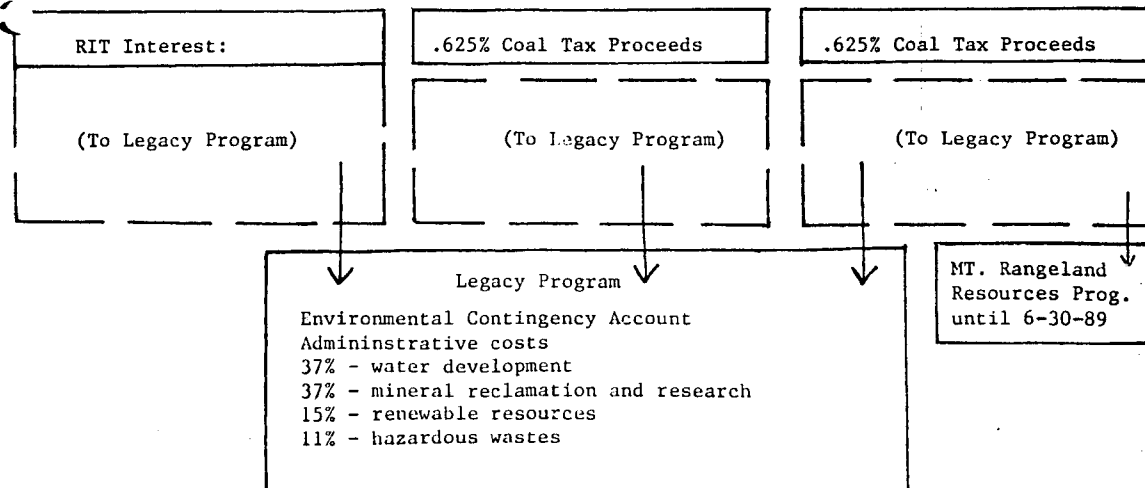 RIT Interest:
.625% Coal Tax Proceeds
.625% Coal Tax Proceeds
(To Legacy Program)
(To Legacy Program)
(To Legacy Program)
Legacy Program
Environmental Contingency Account
Admininstrative costs
37% - water development
37% - mineral reclamation and research
15% - renewable resources
11% - hazardous wastes
MT. Rangeland
Resources Prog.
until 6-30-89